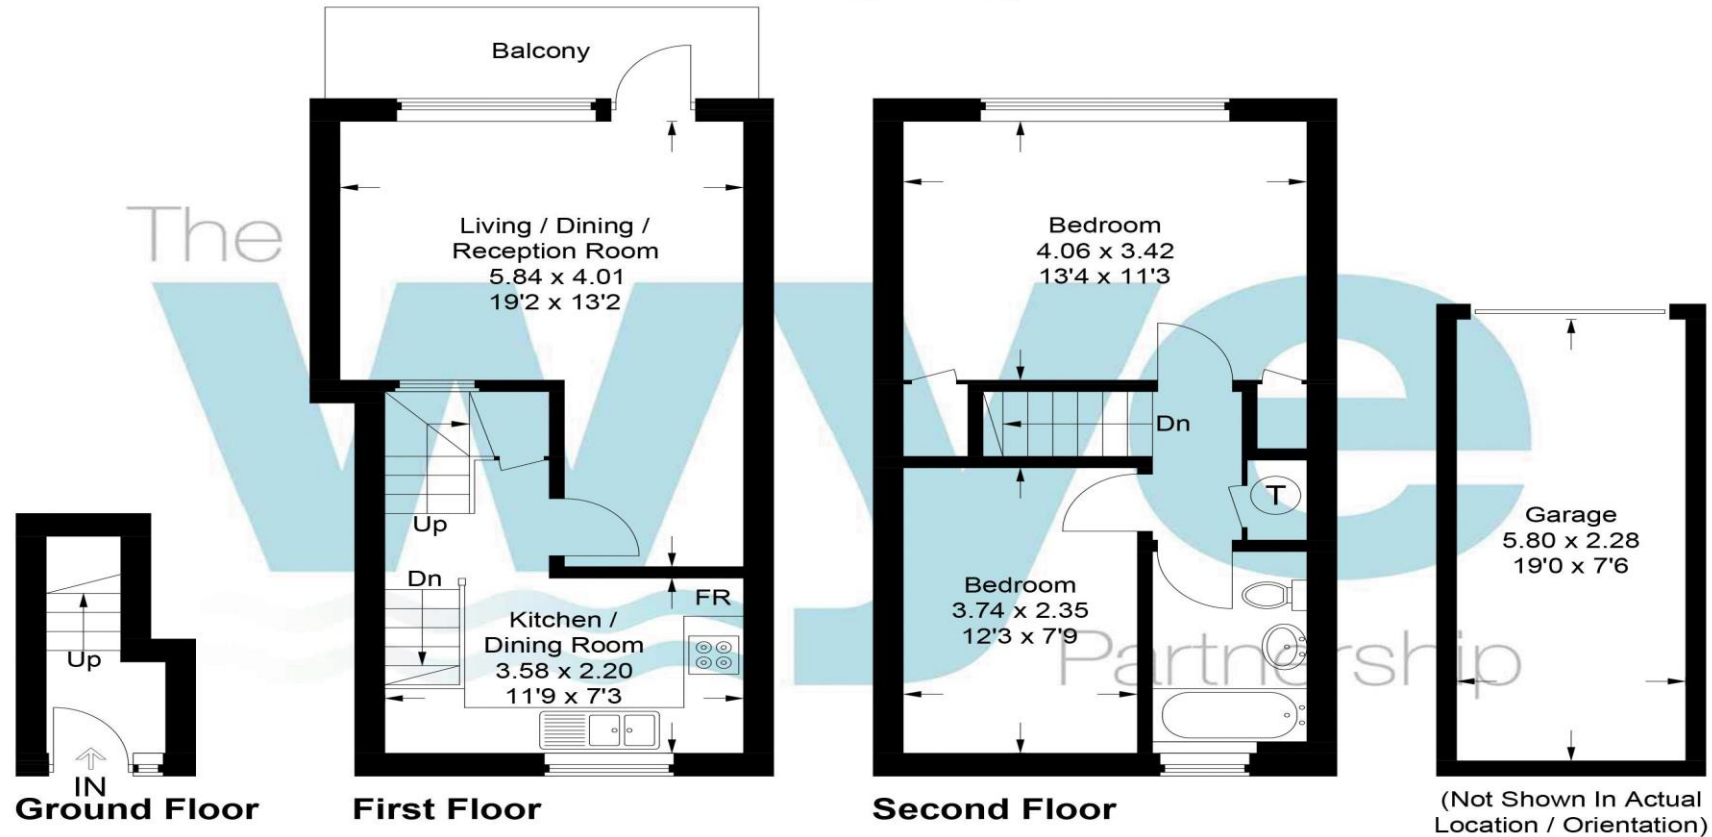 Balcony
Living / Dining /
Reception Room
5.84 x 4.01
19'2 x 13'2
Up
Dn
FR
Kitchen /
Dining Room
3.58 x 2.20
11'9 x 7'3
Bedroom
4.06 x 3.42
13'4 x 11'3
Dn
T
Bedroom
3.74 x 2.35
12'3 x 7'9
Garage
5.80 x 2.28
19'0 x 7'6
Up
IN
Ground Floor
First Floor
Second Floor
(Not Shown In Actual
Location / Orientation)
The
wye
Partnership